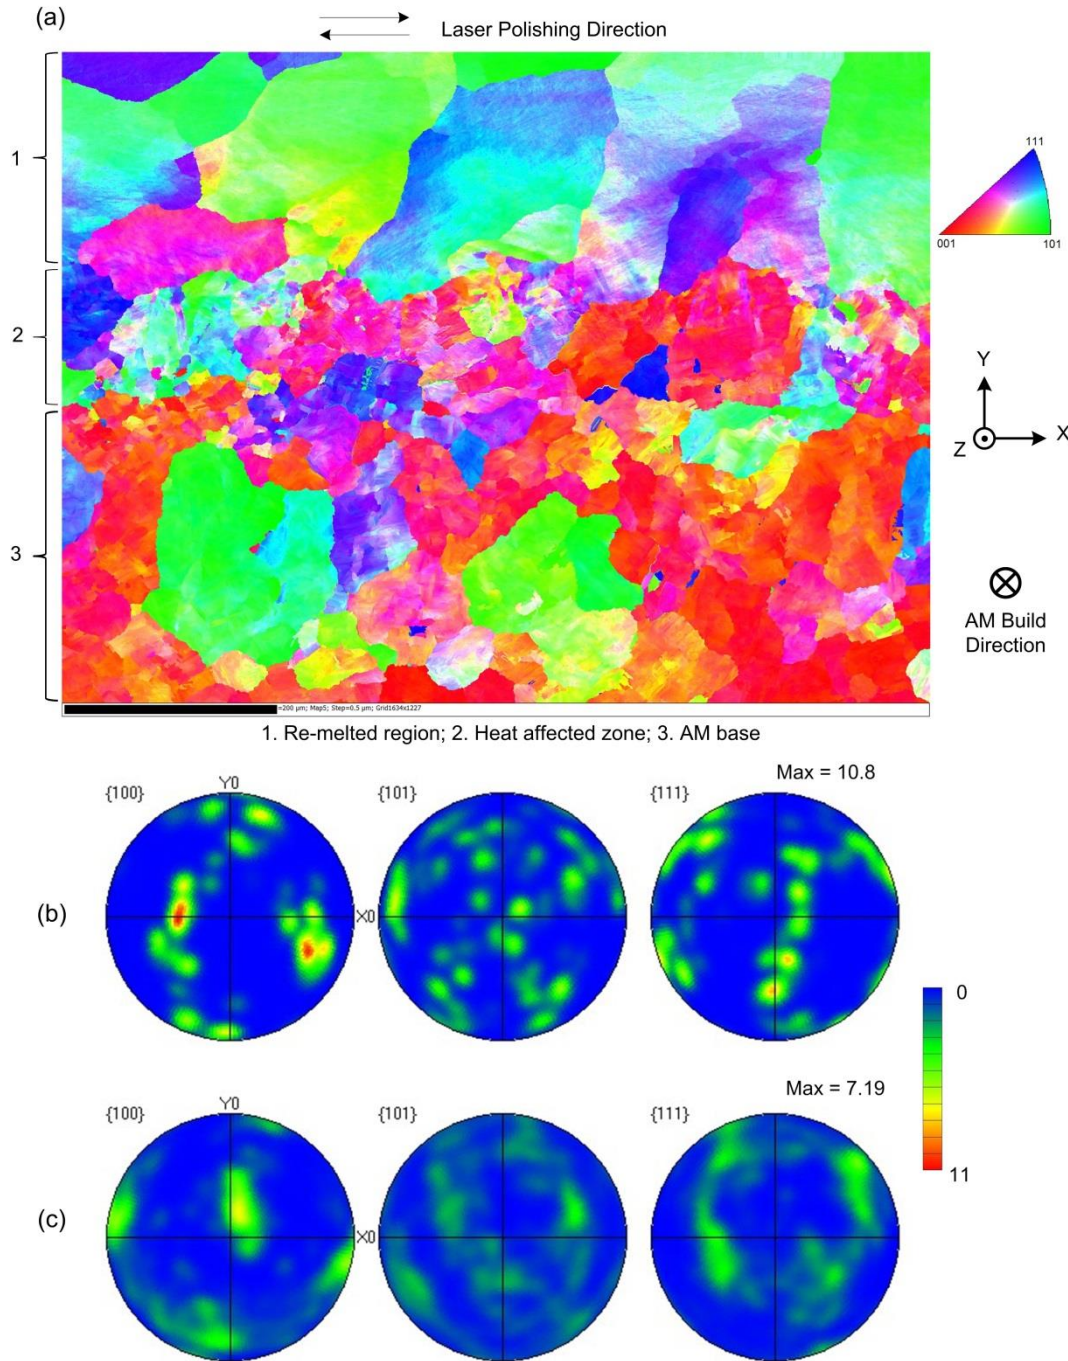 (a)
Laser Polishing Direction
1
2
3
111
001
101
Y
Z
X
AM Build
Direction
=200 µm; Map5; Step=0.5 µm; Grid1634x1227
1. Re-melted region; 2. Heat affected zone; 3. AM base
Max = 10.8
{100}
Y0
{101}
{111}
(b)
X0
0
11
Max = 7.19
{100}
Y0
{101}
{111}
(c)
X0